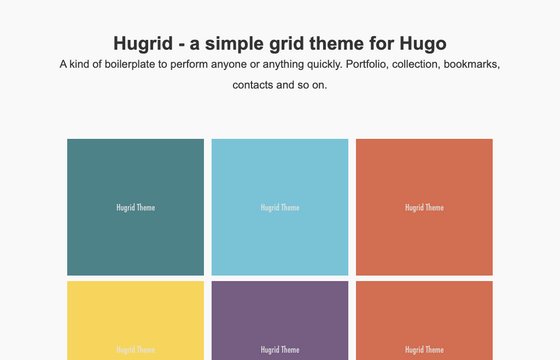 Hugrid - a simple grid theme for Hugo
A kind of boilerplate to perform anyone or anything quickly. Portfolio, collection, bookmarks,
contacts and so on.
Hugrid Theme Hugrid Theme Hugrid Theme
Hugrid Theme Hugrid Theme Hugrid Theme